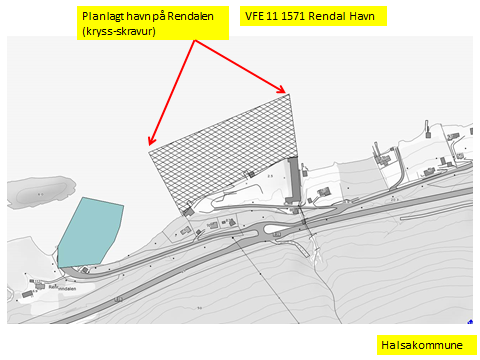 Planlagt havn på Rendalen
(kryss-skravur)
VFE 11 1571 Rendal Havn
Halsakommune